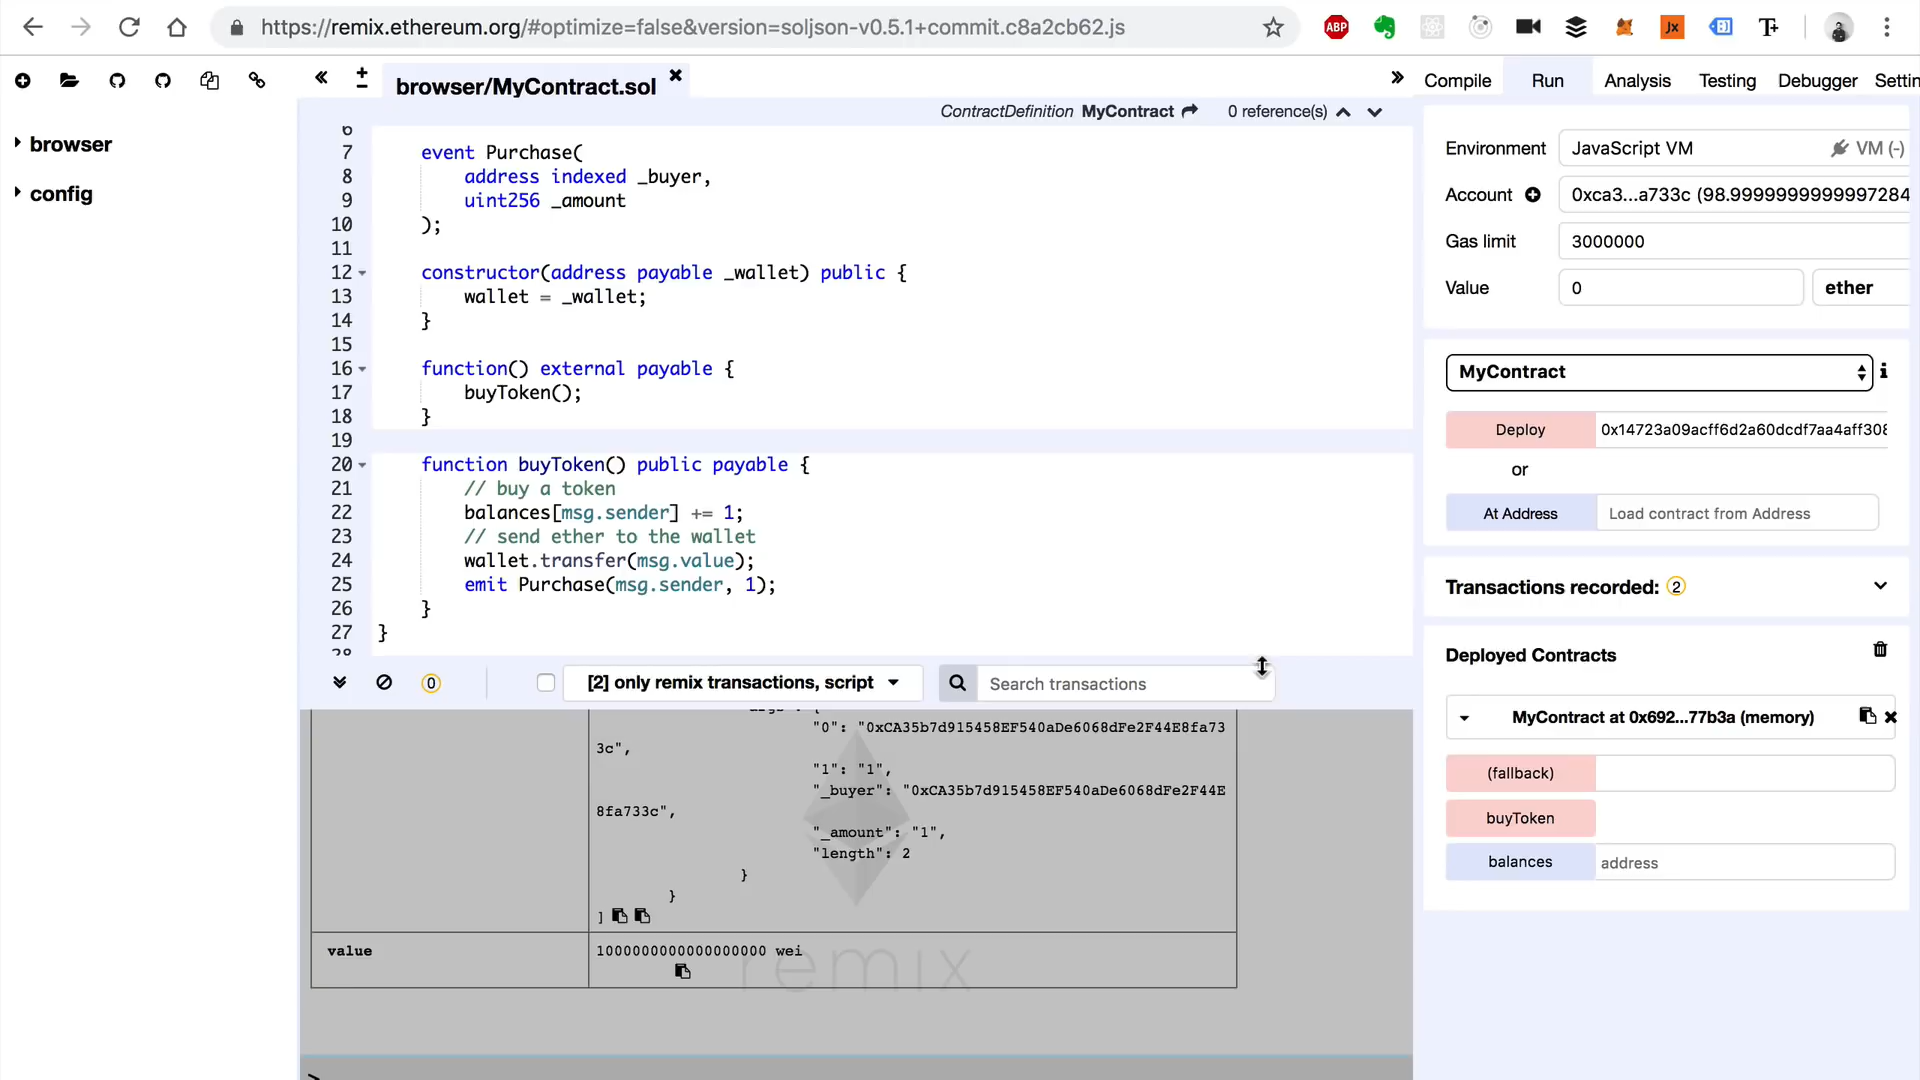 https://remix.ethereum.org/#optimize=false&version=soljson-v0.5.1+commit.c8a2cb62.js
ABP
Jx
browser/MyContract.sol
Compile
Run
Analysis
Testing
Debugger
Settin
ContractDefinition MyContract 0 reference(s)
browser
config
6
7 event Purchase(
8 address indexed _buyer,
9 uint256 _amount
10 );
11
12 constructor(address payable _wallet) public {
13 wallet = _wallet;
14 }
15
16 function() external payable {
17 buyToken();
18 }
19
20 function buyToken() public payable {
21 // buy a token
22 balances[msg.sender] += 1;
23 // send ether to the wallet
24 wallet.transfer(msg.value);
25 emit Purchase(msg.sender, 1);
26 }
27 }
28
0
[2] only remix transactions, script
Search transactions
"0": "0xCA35b7d915458EF540aDe6068dFe2F44E8fa73
3c",
"1": "1",
"_buyer": "0xCA35b7d915458EF540aDe6068dFe2F44E
8fa733c",
"_amount": "1",
"length": 2
}
}
]
value
1000000000000000000 wei
remix
>
Environment
JavaScript VM
VM (-)
Account
0xca3...a733c (98.9999999999997284
Gas limit
3000000
Value
0
ether
MyContract
i
Deploy
0x14723a09acff6d2a60dcdf7aa4aff308
or
At Address
Load contract from Address
Transactions recorded: 2
Deployed Contracts
MyContract at 0x692...77b3a (memory)
(fallback)
buyToken
balances
address